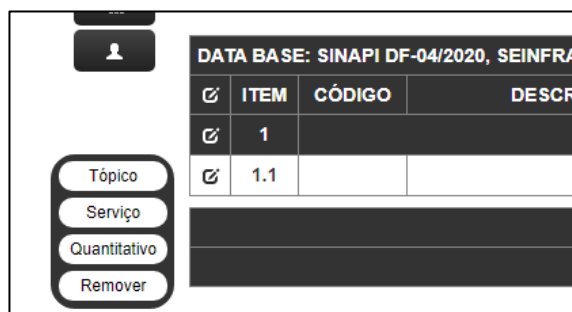 DATA BASE: SINAPI DF-04/2020, SEINFRA
ITEM CÓDIGO DESCR
1
1.1
Tópico
Serviço
Quantitativo
Remover